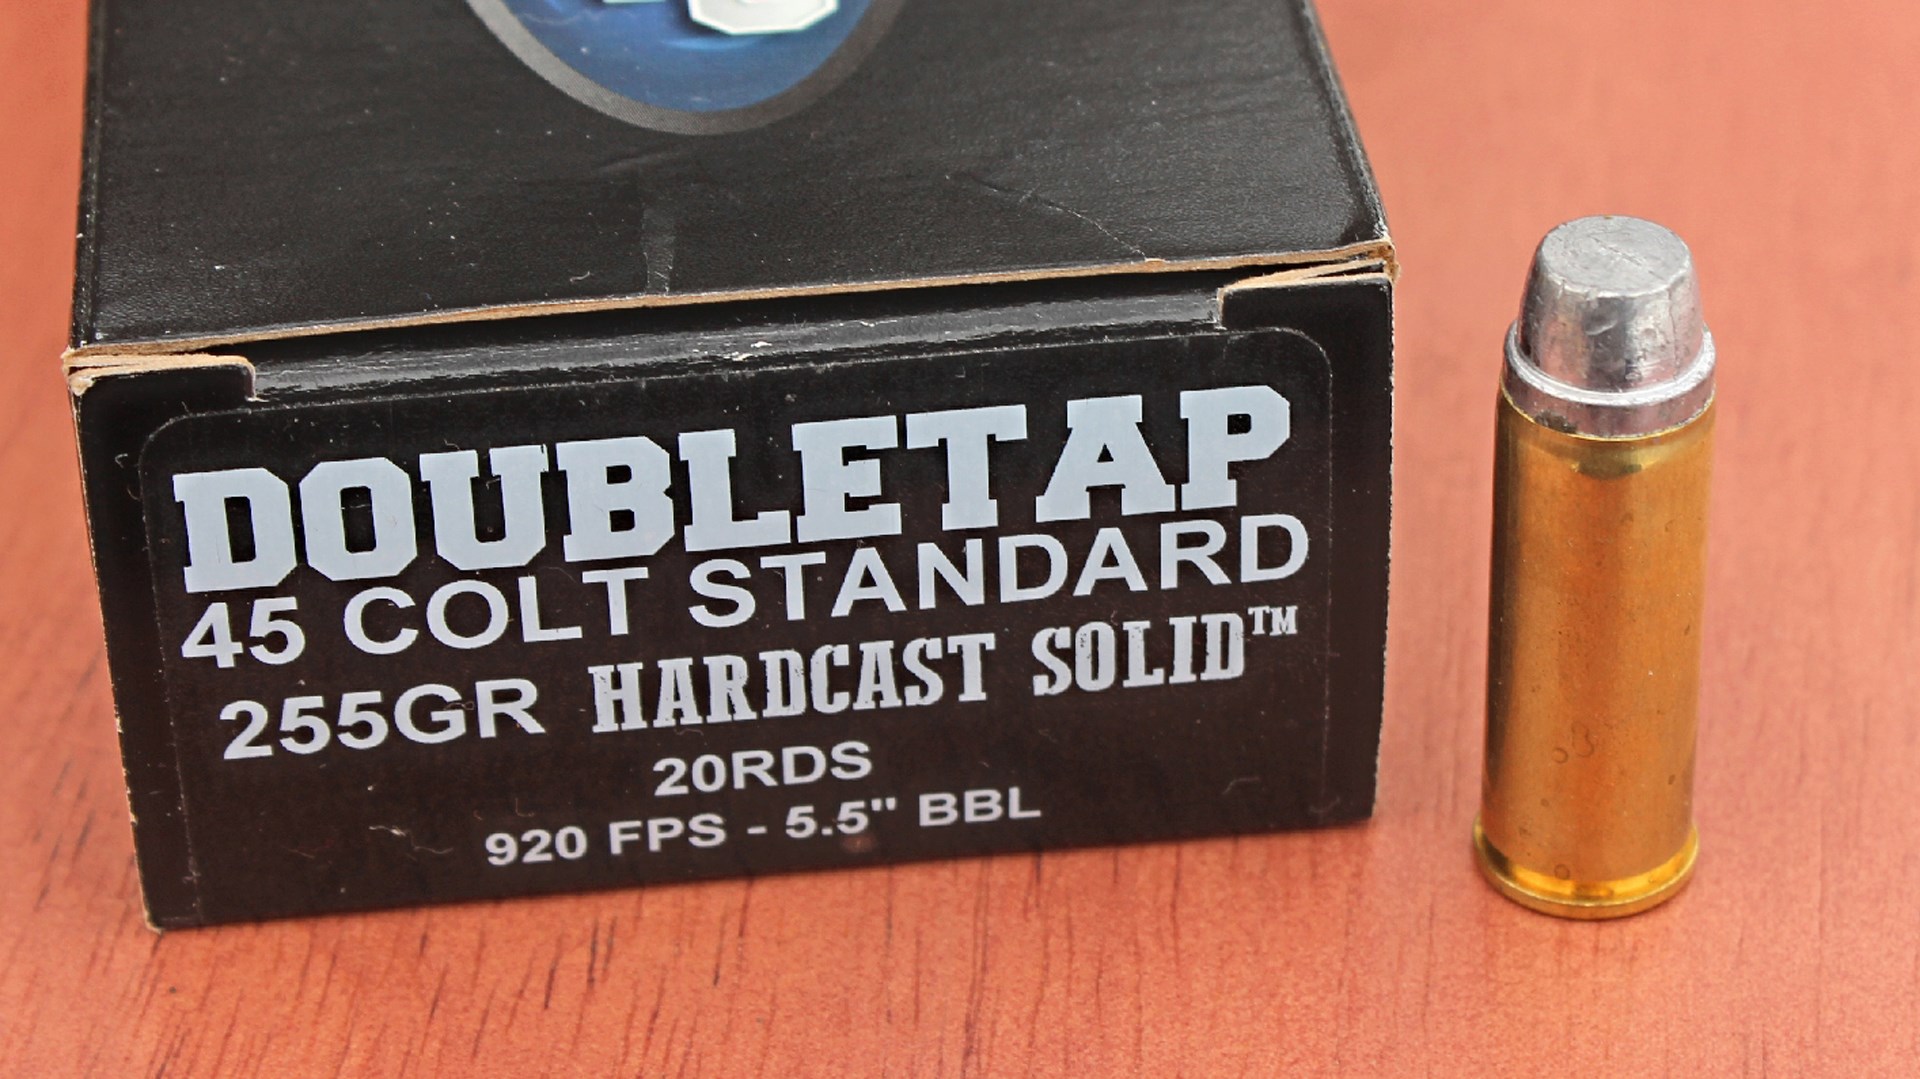 DOUBLETAP
45 COLT STANDARD
255GR HARDCAST SOLID™
20RDS
920 FPS - 5.5" BBL